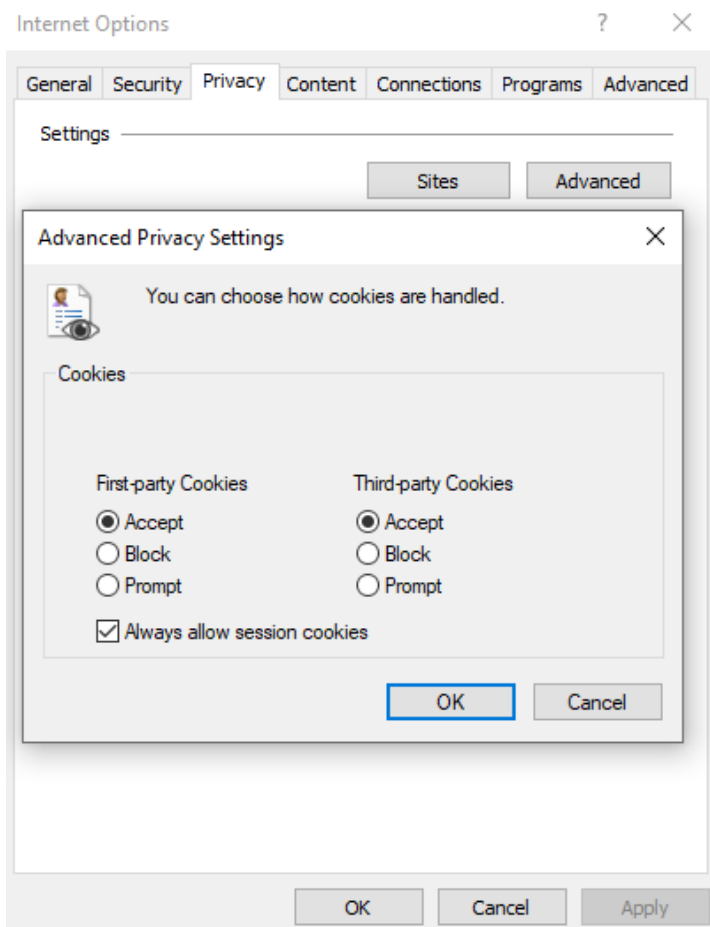 Internet Options ?
General Security Privacy Content Connections Programs Advanced
Settings
Sites Advanced
Advanced Privacy Settings
You can choose how cookies are handled.
Cookies
First-party Cookies Third-party Cookies
Accept Accept
Block Block
Prompt Prompt
Always allow session cookies
OK Cancel
OK Cancel Apply